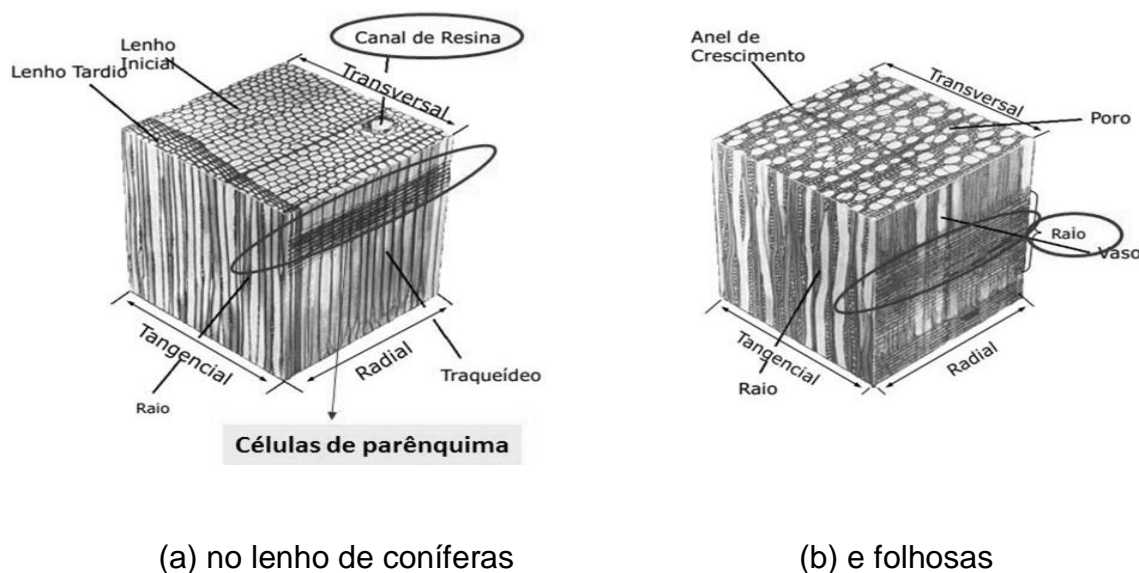 Canal de Resina
Lenho
Inicial
Lenho Tardio
Transversal
Tangencial
Radial
Raio
Traqueídeo
Células de parênquima
Anel de
Crescimento
Transversal
Poro
Raio
Vaso
Tangencial
Radial
Raio
(a) no lenho de coníferas
(b) e folhosas